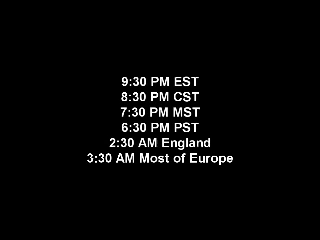 9:30 PM EST
8:30 PM CST
7:30 PM MST
6:30 PM PST
2:30 AM England
3:30 AM Most of Europe